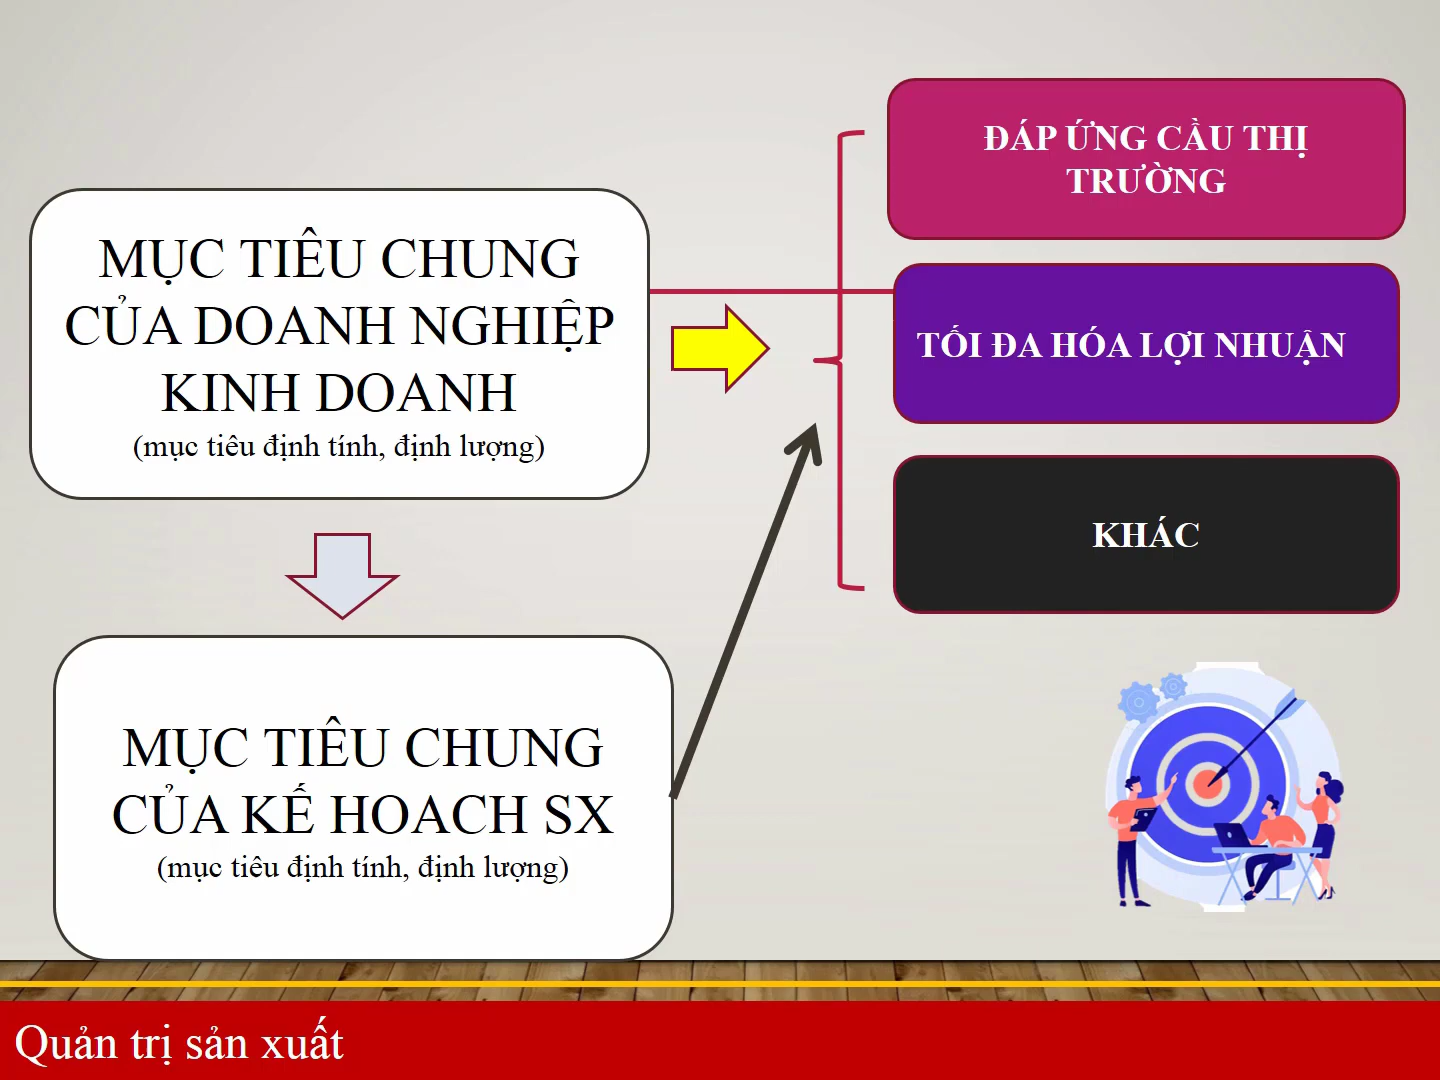 MỤC TIÊU CHUNG
CỦA DOANH NGHIỆP
KINH DOANH
(mục tiêu định tính, định lượng)
ĐÁP ỨNG CẦU THỊ
TRƯỜNG
TỐI ĐA HÓA LỢI NHUẬN
KHÁC
MỤC TIÊU CHUNG
CỦA KẾ HOACH SX
(mục tiêu định tính, định lượng)
Quản trị sản xuất